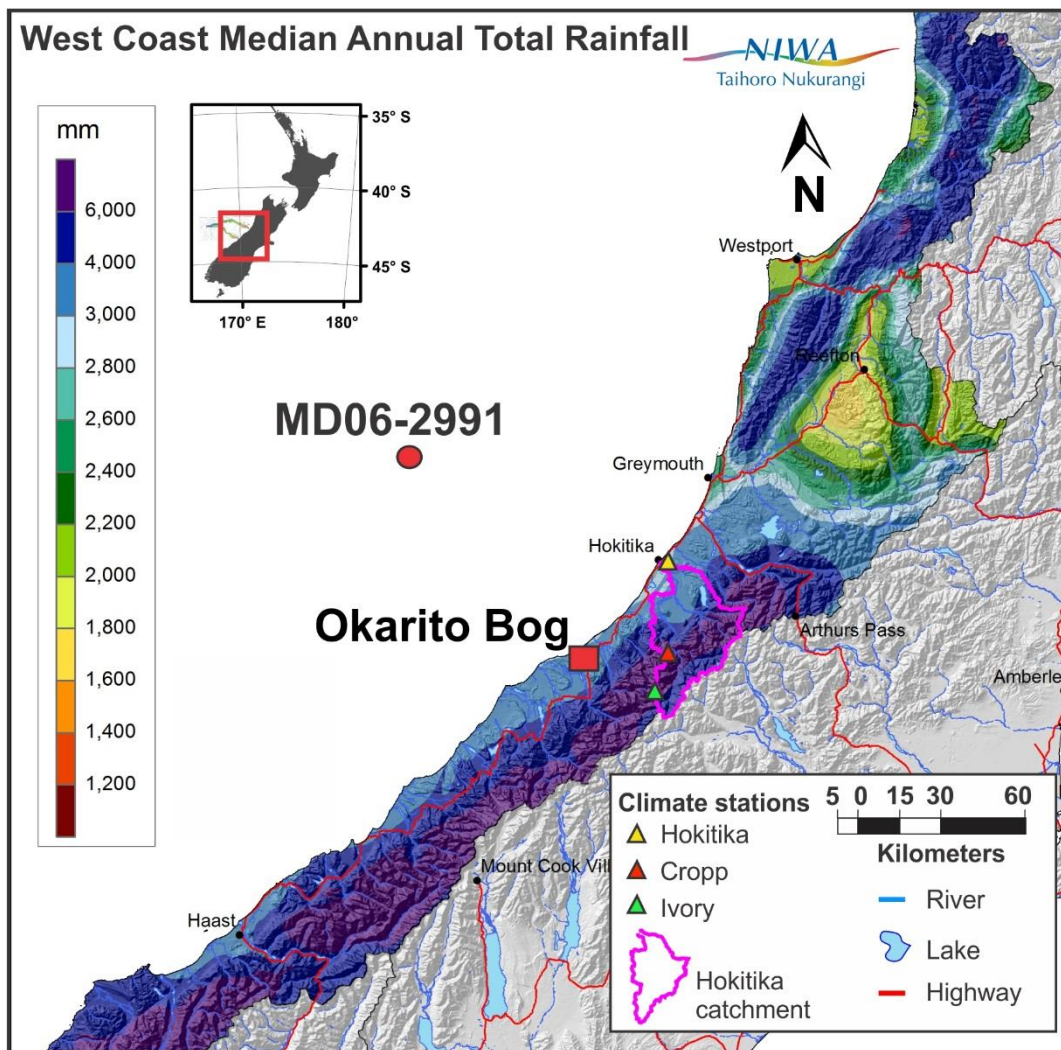 West Coast Median Annual Total Rainfall
NIWA
Taihoro Nukurangi
mm
6,000
4,000
3,000
2,800
2,600
2,400
2,200
2,000
1,800
1,600
1,400
1,200
35° S
40° S
45° S
170° E
180°
N
Westport
Reefton
MD06-2991
Greymouth
Hokitika
Okarito Bog
Arthurs Pass
Amberle
Mount Cook Vill
Haast
Climate stations
Hokitika
Cropp
Ivory
Hokitika
catchment
5 0 15 30 60
Kilometers
River
Lake
Highway